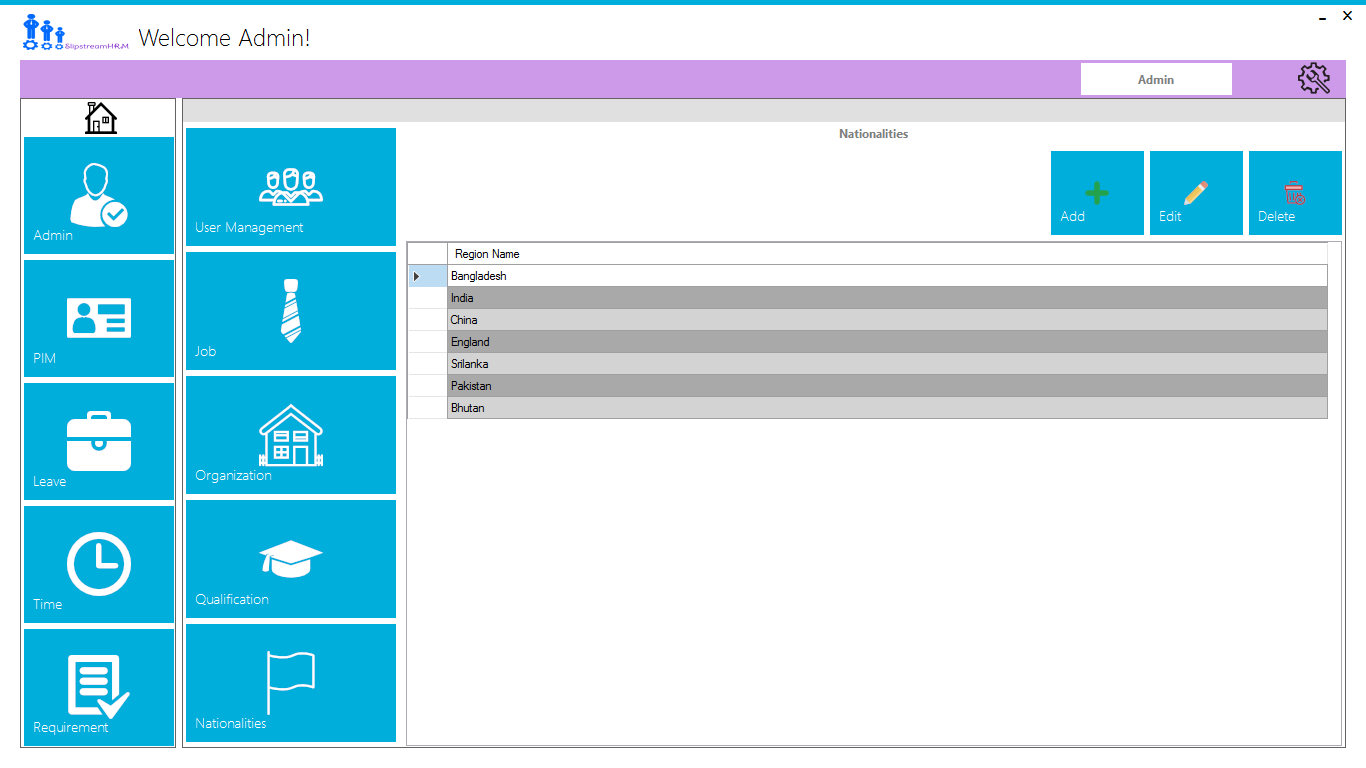 SlipstreamHRM
Welcome Admin!
Admin
Nationalities
Admin
PIM
Leave
Time
Requirement
User Management
Job
Organization
Qualification
Nationalities
Add
Edit
Delete
Region Name
Bangladesh
India
China
England
Srilanka
Pakistan
Bhutan